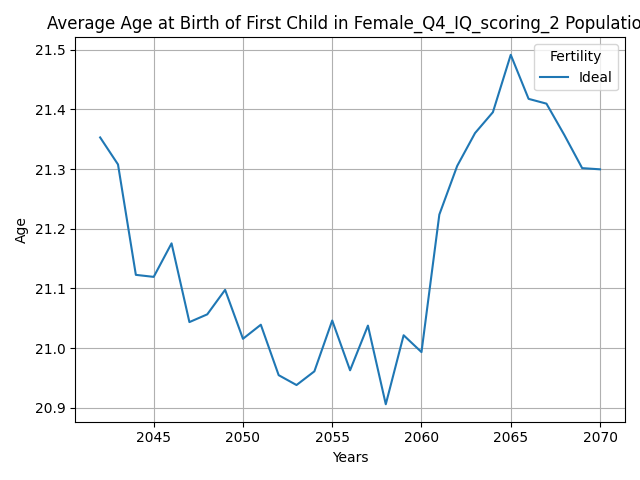 Average Age at Birth of First Child in Female_Q4_IQ_scoring_2 Populatio
21.5
21.4
21.3
21.2
21.1
21.0
20.9
Age
Fertility
Ideal
2045 2050 2055 2060 2065 2070
Years